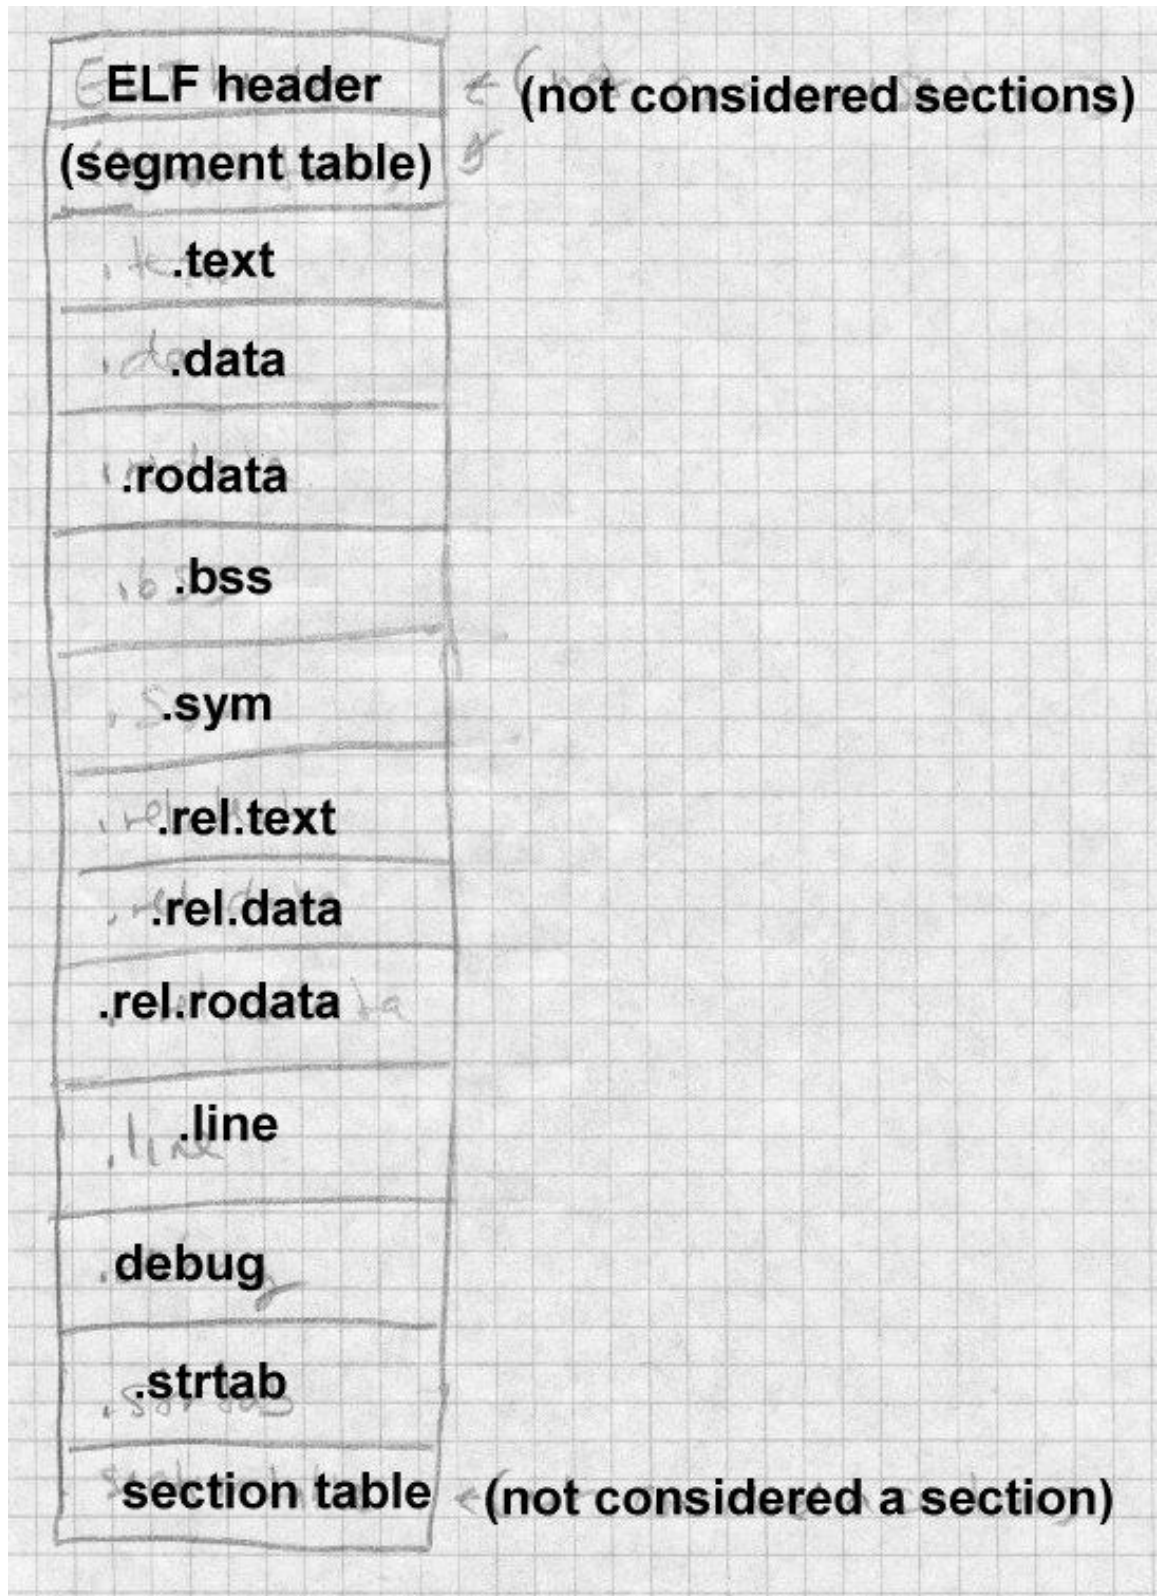 ELF header (not considered sections)
(segment table)
.text
.data
.rodata
.bss
.sym
.rel.text
.rel.data
.rel.rodata
.line
.debug
.strtab
section table (not considered a section)